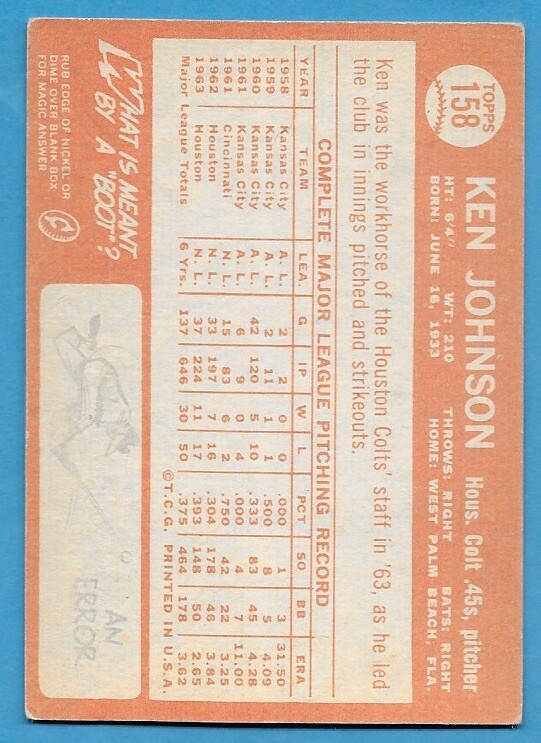 TOPPS
158
KEN JOHNSON Hous. Colt .45s, pitcher
HT: 6'4" WT: 210 THROWS: RIGHT BATS: RIGHT
BORN: JUNE 16, 1933 HOME: WEST PALM BEACH, FLA.
Ken was the workhorse of the Houston Colts' staff in '63, as he led
the club in innings pitched and strikeouts.
COMPLETE MAJOR LEAGUE PITCHING RECORD
YEAR TEAM LEA. G IP W L PCT SO BB ERA
1958 Kansas City A. L. 2 2 0 0 .000 1 3 31.50
1959 Kansas City A. L. 2 11 1 1 .500 8 5 4.09
1960 Kansas City A. L. 42 120 5 10 .333 83 45 4.28
1961 Kansas City A. L. 6 9 0 4 .000 4 7 11.00
1961 Cincinnati N. L. 15 83 6 2 .750 42 22 3.25
1962 Houston N. L. 33 197 7 16 .304 178 46 3.84
1963 Houston N. L. 37 224 11 17 .393 148 50 2.65
Major League Totals 6 Yrs. 137 646 30 50 .375 464 178 3.62
©T.C.G. PRINTED IN U.S.A.
WHAT IS MEANT
BY A "BOOT"?
RUB EDGE OF NICKEL OR
DIME OVER BLANK BOX
FOR MAGIC ANSWER
AN
ERROR